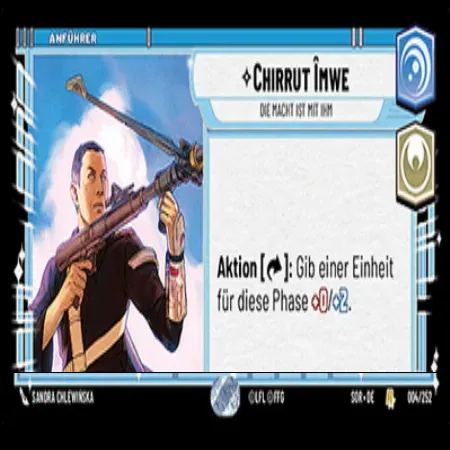 ANFÜHRER
CHIRRUT ÎMWE
DIE MACHT IST MIT IHM
Aktion [ ]: Gib einer Einheit
für diese Phase +0/+2.
SANDRA CHLEWIŃSKA
©LFL ©FFG
SOR • DE
004/252